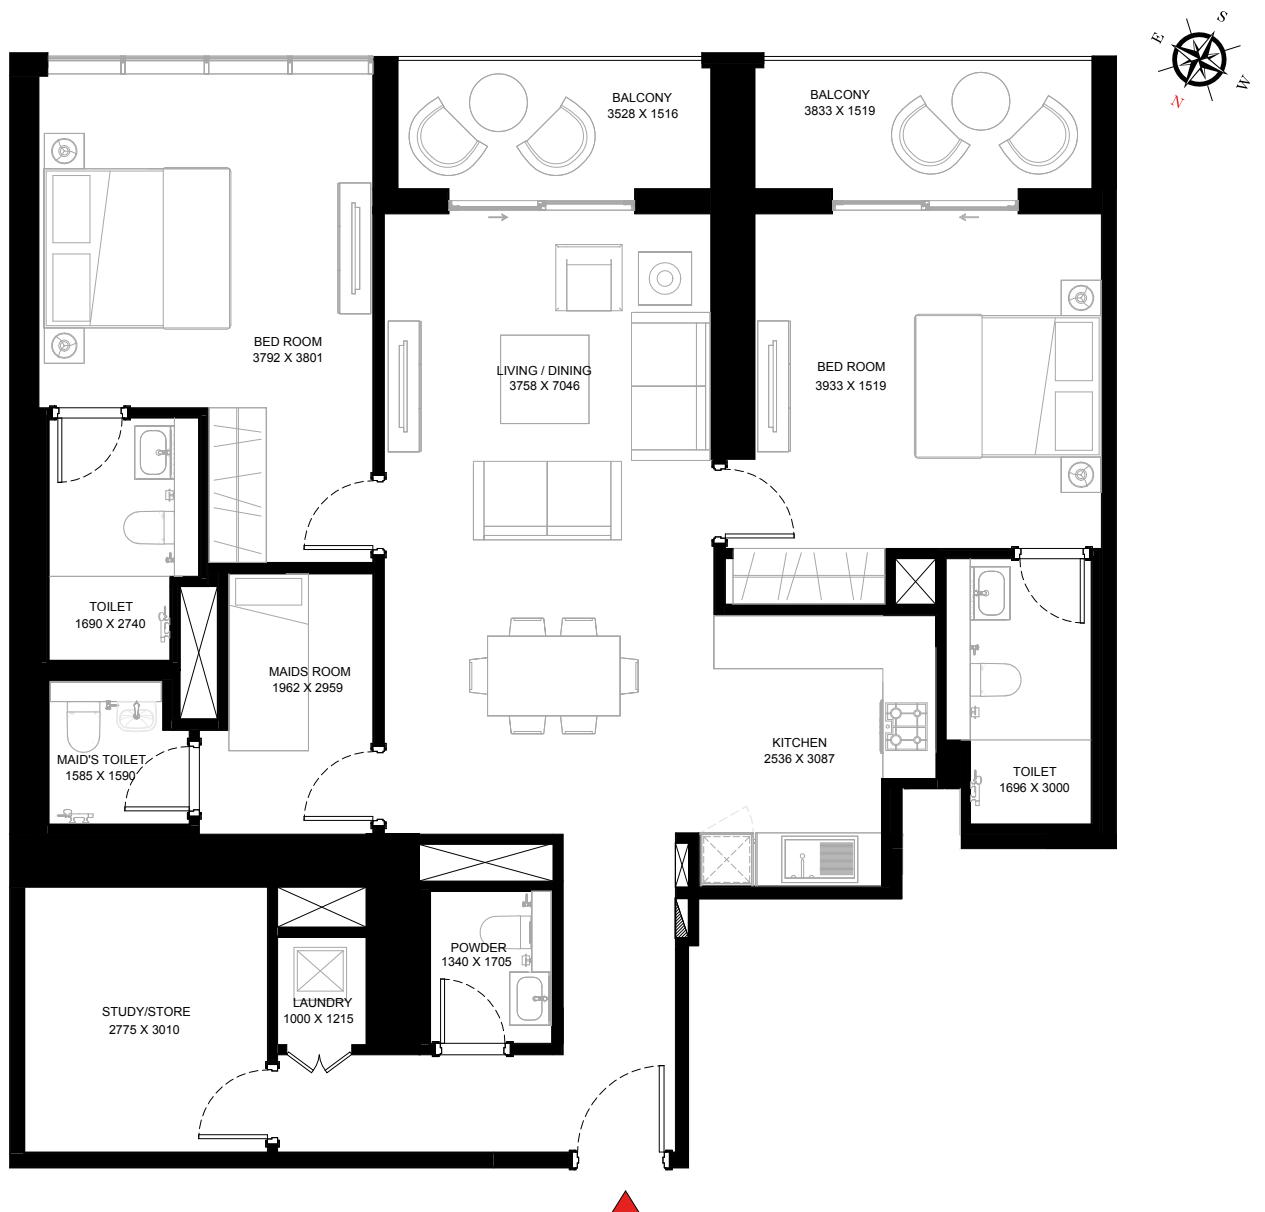 S
E
W
N
BALCONY
3528 X 1516
BALCONY
3833 X 1519
BED ROOM
3792 X 3801
LIVING / DINING
3758 X 7046
BED ROOM
3933 X 1519
TOILET
1690 X 2740
MAIDS ROOM
1962 X 2959
MAID'S TOILET
1585 X 1590
KITCHEN
2536 X 3087
TOILET
1696 X 3000
POWDER
1340 X 1705
STUDY/STORE
2775 X 3010
LAUNDRY
1000 X 1215